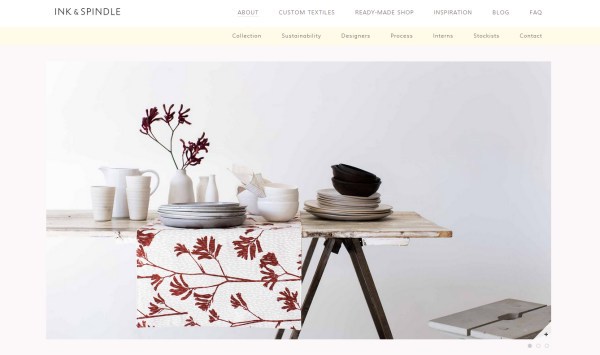 INK & SPINDLE
ABOUT CUSTOM TEXTILES READY-MADE SHOP INSPIRATION BLOG FAQ
Collection Sustainability Designers Process Interns Stockists Contact